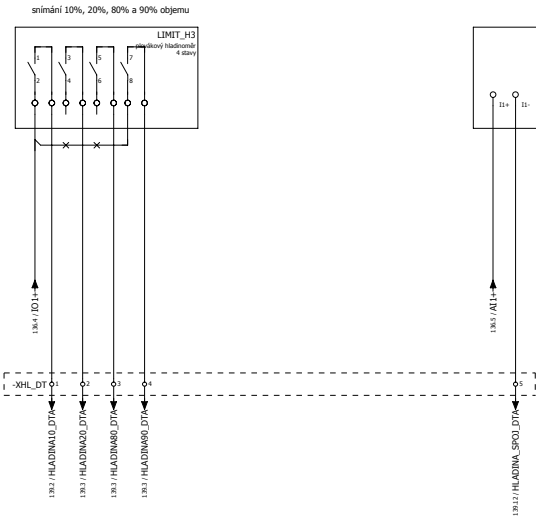 snímání 10%, 20%, 80% a 90% objemu
LIMIT_H3
plovákový hladinoměr
4 stavy
1
3
5
7
2
4
6
8
I1+
I1-
136.4 / IO1+
136.5 / AI1+
-XHL_DT
1
2
3
4
5
139.2 / HLADINA10_DTA
139.3 / HLADINA20_DTA
139.3 / HLADINA80_DTA
139.3 / HLADINA90_DTA
139.12 / HLADINA_SPOJ_DTA